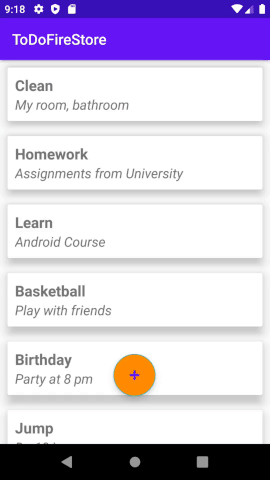 9:18
ToDoFireStore
Clean
My room, bathroom
Homework
Assignments from University
Learn
Android Course
Basketball
Play with friends
Birthday
Party at 8 pm
+
Jump